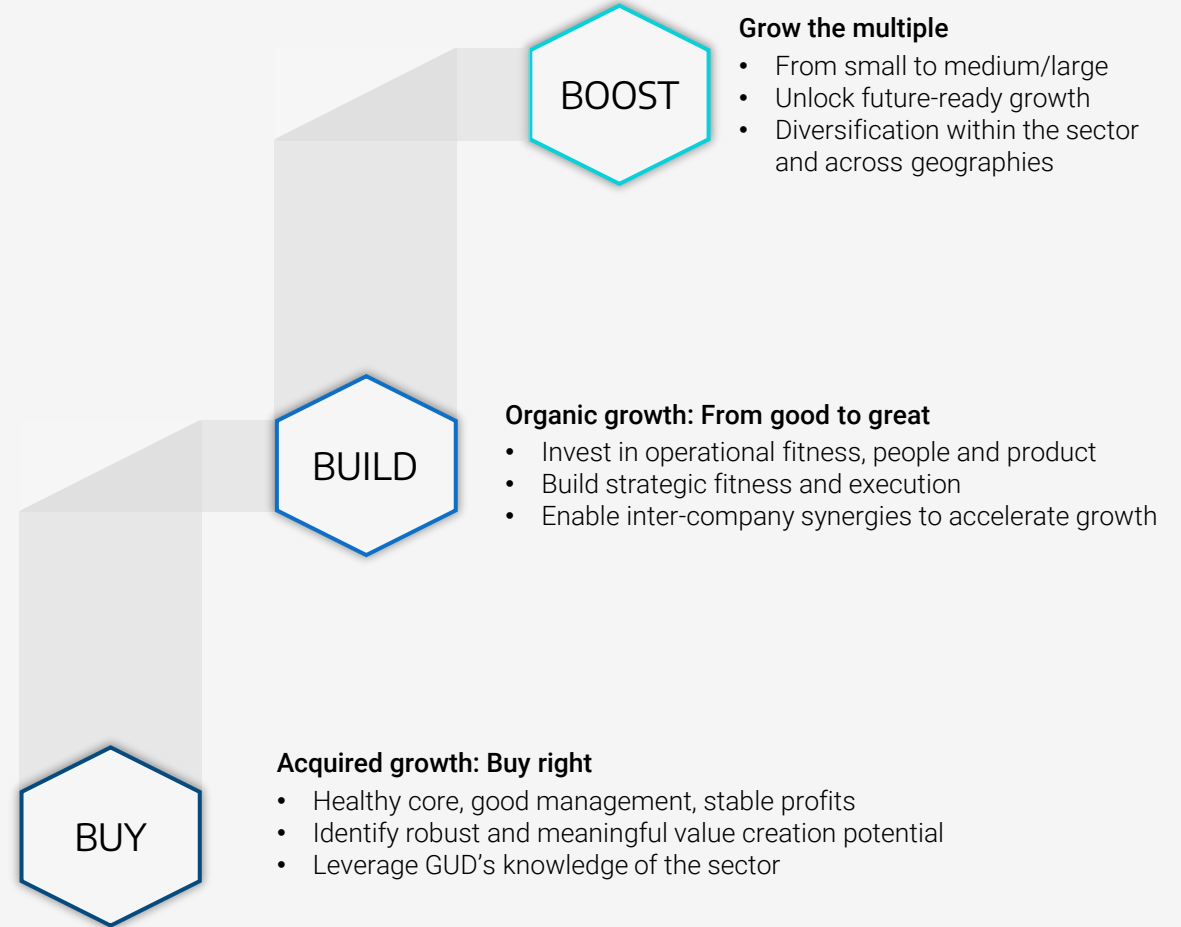 BOOST
Grow the multiple
• From small to medium/large
• Unlock future-ready growth
• Diversification within the sector
and across geographies
BUILD
Organic growth: From good to great
• Invest in operational fitness, people and product
• Build strategic fitness and execution
• Enable inter-company synergies to accelerate growth
BUY
Acquired growth: Buy right
• Healthy core, good management, stable profits
• Identify robust and meaningful value creation potential
• Leverage GUD’s knowledge of the sector